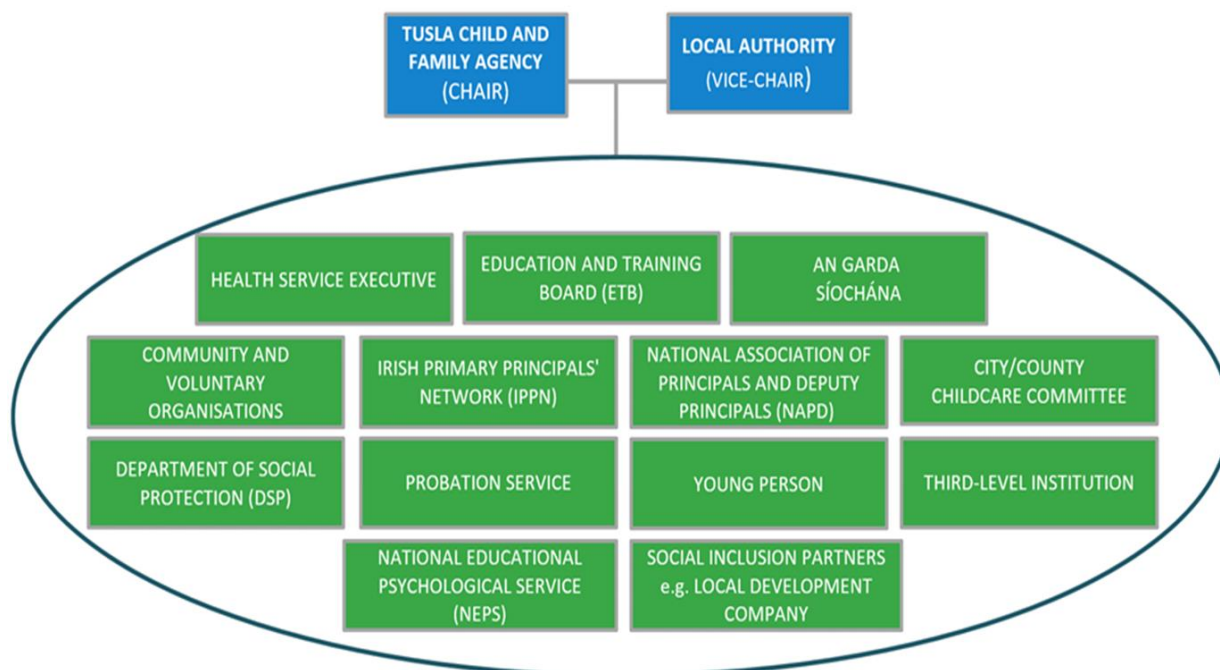 TUSLA CHILD AND
FAMILY AGENCY
(CHAIR)
LOCAL AUTHORITY
(VICE-CHAIR)
HEALTH SERVICE EXECUTIVE
EDUCATION AND TRAINING
BOARD (ETB)
AN GARDA
SÍOCHÁNA
COMMUNITY AND
VOLUNTARY
ORGANISATIONS
IRISH PRIMARY PRINCIPALS'
NETWORK (IPPN)
NATIONAL ASSOCIATION OF
PRINCIPALS AND DEPUTY
PRINCIPALS (NAPD)
CITY/COUNTY
CHILDCARE COMMITTEE
DEPARTMENT OF SOCIAL
PROTECTION (DSP)
PROBATION SERVICE
YOUNG PERSON
THIRD-LEVEL INSTITUTION
NATIONAL EDUCATIONAL
PSYCHOLOGICAL SERVICE
(NEPS)
SOCIAL INCLUSION PARTNERS
e.g. LOCAL DEVELOPMENT
COMPANY